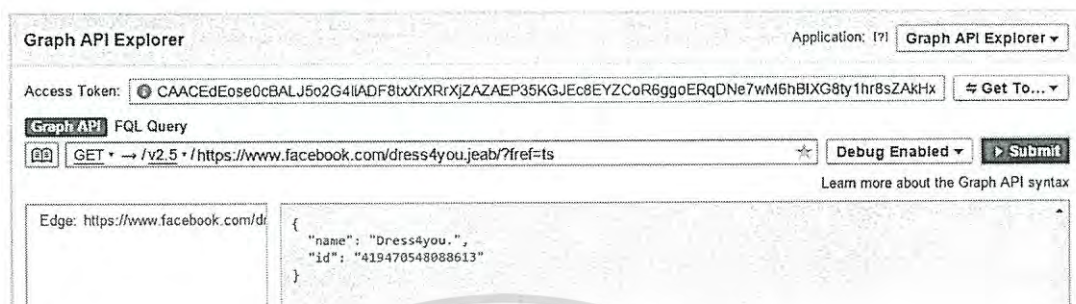 Graph API Explorer
Application: [?] Graph API Explorer
Access Token: CAACEdEose0cBALJ5o2G4IiADF8txXrXRrXjZAZAEP35KGJEc8EYZCoR6ggoERqDNe7wM6hBIXG8ty1hr8sZAkHx Get To...
Graph API FQL Query
GET → /v2.5 /https://www.facebook.com/dress4you.jeab/?fref=ts Debug Enabled Submit
Learn more about the Graph API syntax
Edge: https://www.facebook.com/dr
{
"name": "Dress4you.",
"id": "419470548088613"
}